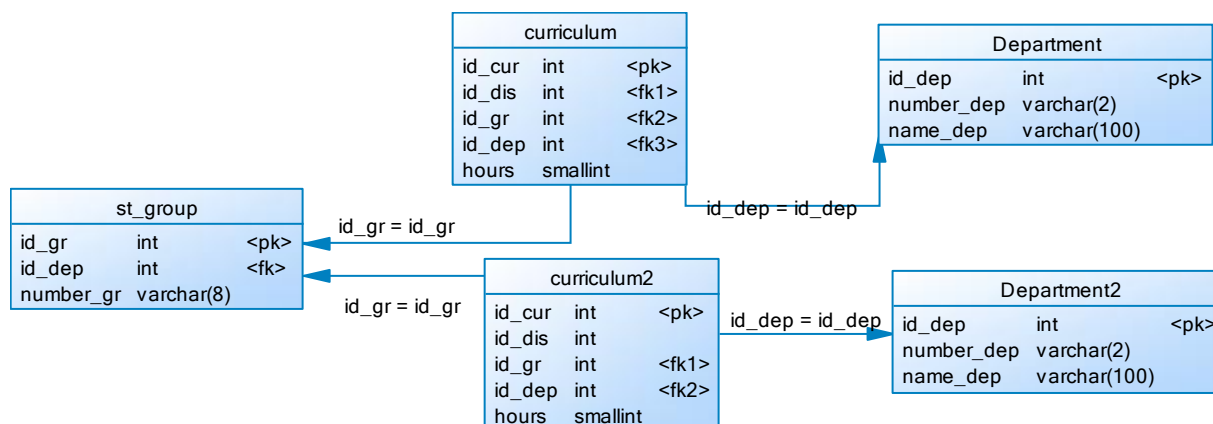 curriculum
id_cur int <pk>
id_dis int <fk1>
id_gr int <fk2>
id_dep int <fk3>
hours smallint
Department
id_dep int <pk>
number_dep varchar(2)
name_dep varchar(100)
id_dep = id_dep
st_group
id_gr int <pk>
id_dep int <fk>
number_gr varchar(8)
id_gr = id_gr
id_gr = id_gr
curriculum2
id_cur int <pk>
id_dis int
id_gr int <fk1>
id_dep int <fk2>
hours smallint
id_dep = id_dep
Department2
id_dep int <pk>
number_dep varchar(2)
name_dep varchar(100)